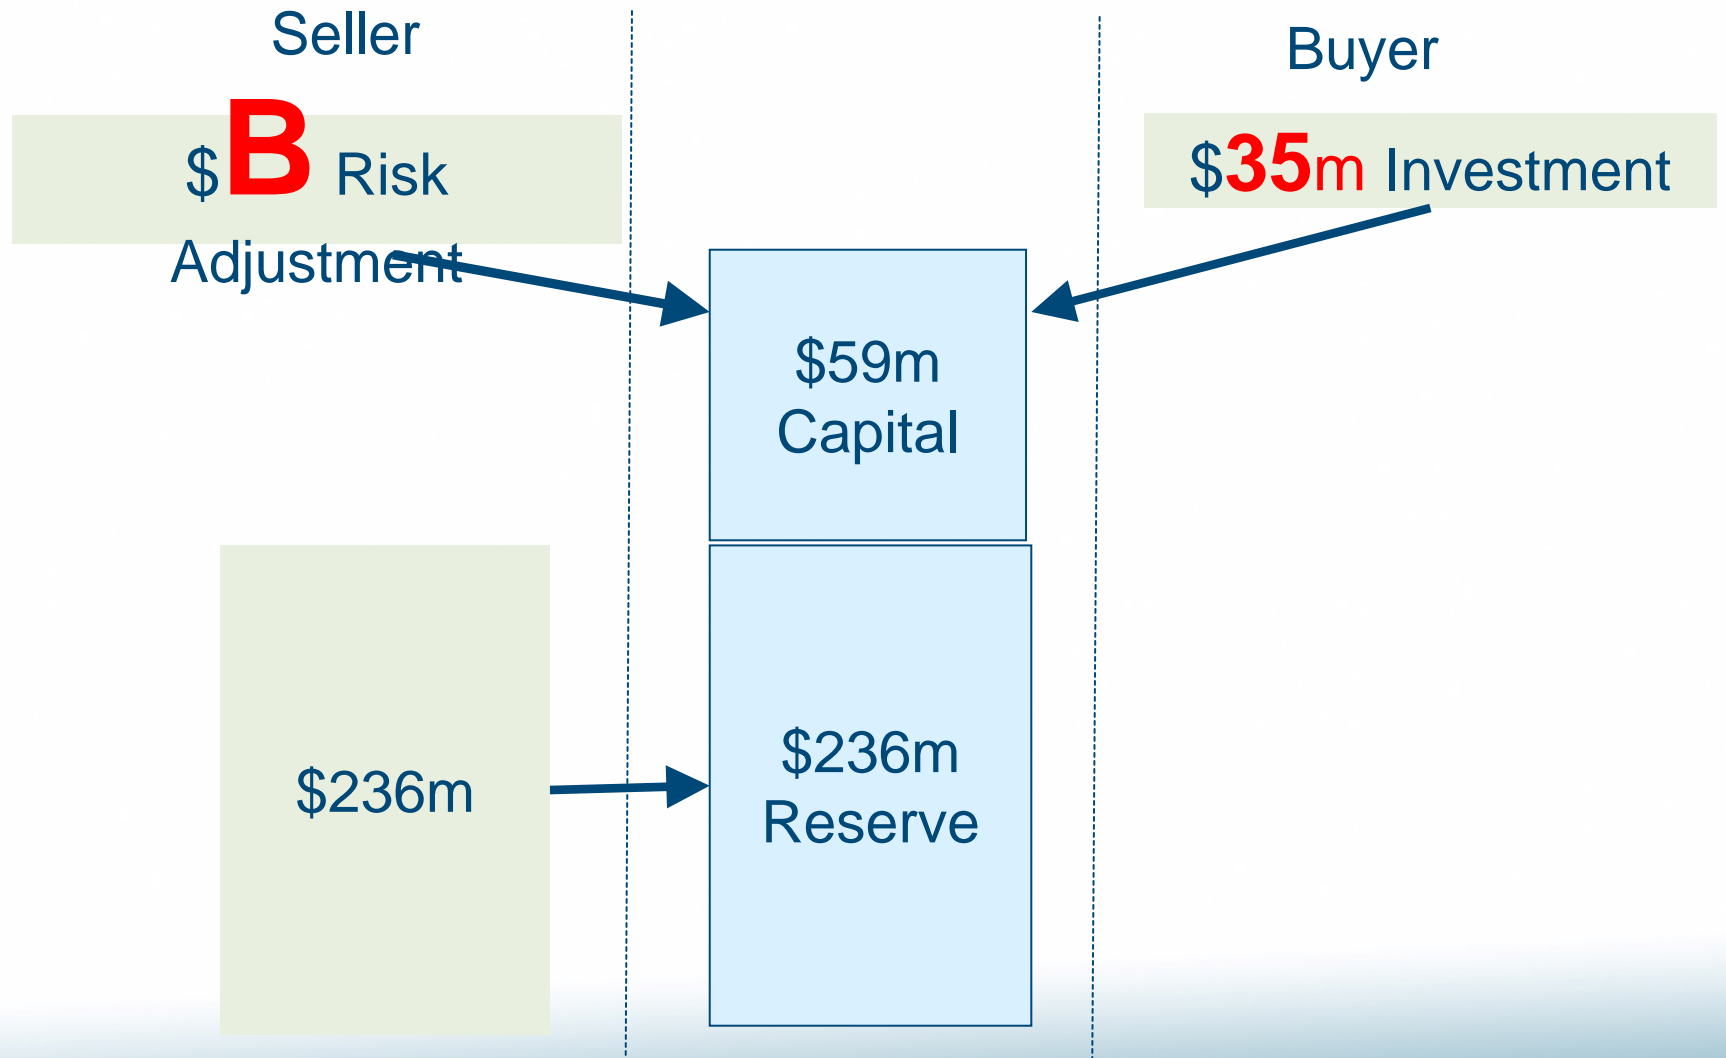 Seller
Buyer
$B Risk
Adjustment
$35m Investment
$59m
Capital
$236m
$236m
Reserve